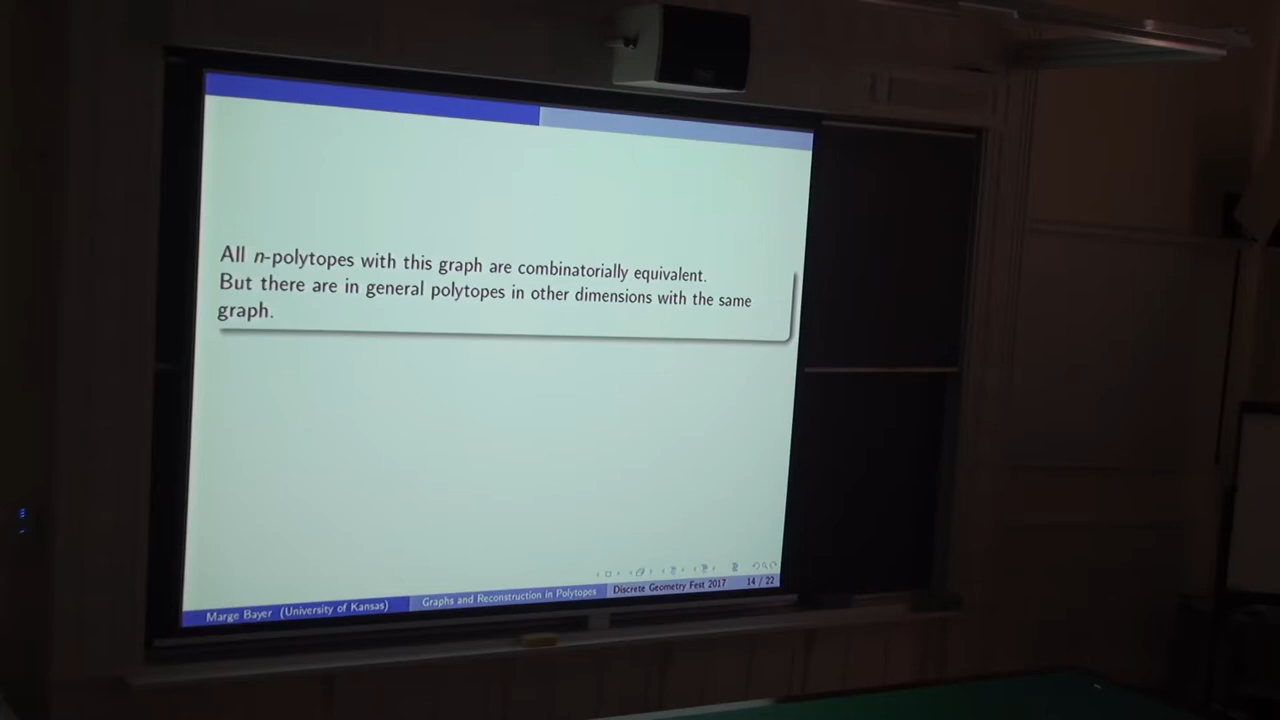 All n-polytopes with this graph are combinatorially equivalent.
But there are in general polytopes in other dimensions with the same
graph.
Marge Bayer (University of Kansas)
Graphs and Reconstruction in Polytopes
Discrete Geometry Fest 2017
14 / 22